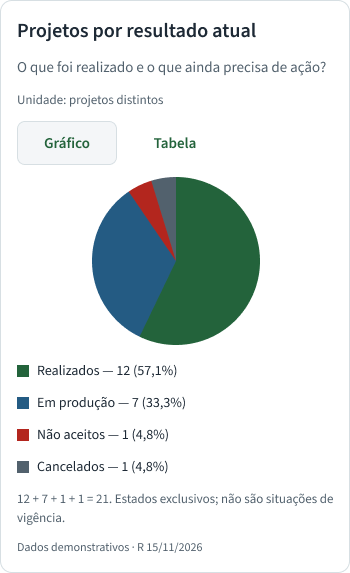 Projetos por resultado atual
O que foi realizado e o que ainda precisa de ação?
Unidade: projetos distintos
Gráfico
Tabela
Realizados — 12 (57,1%)
Em produção — 7 (33,3%)
Não aceitos — 1 (4,8%)
Cancelados — 1 (4,8%)
12 + 7 + 1 + 1 = 21. Estados exclusivos; não são situações de
vigência.
Dados demonstrativos · R 15/11/2026